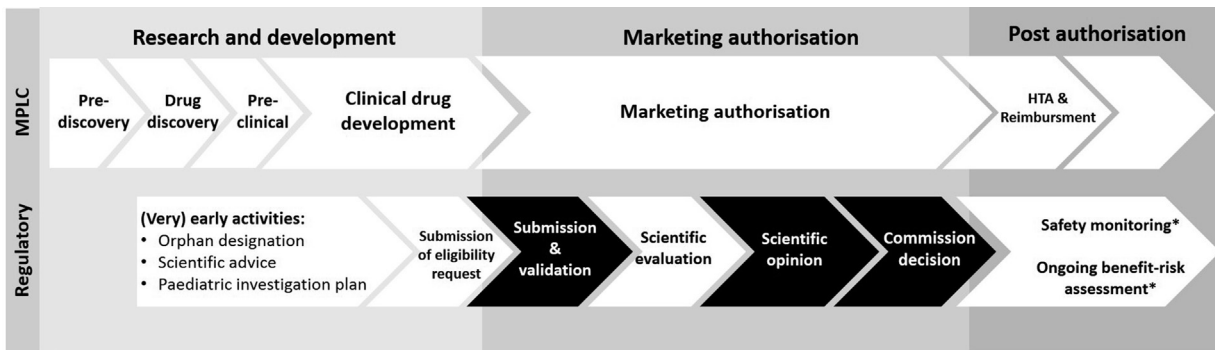 Research and development
Marketing authorisation
Post authorisation
MPLC
Pre-
discovery
Drug
discovery
Pre-
clinical
Clinical drug
development
Marketing authorisation
HTA &
Reimbursment
Regulatory
(Very) early activities:
• Orphan designation
• Scientific advice
• Paediatric investigation plan
Submission
of eligibility
request
Submission
&
validation
Scientific
evaluation
Scientific
opinion
Commission
decision
Safety monitoring*
Ongoing benefit-risk
assessment*